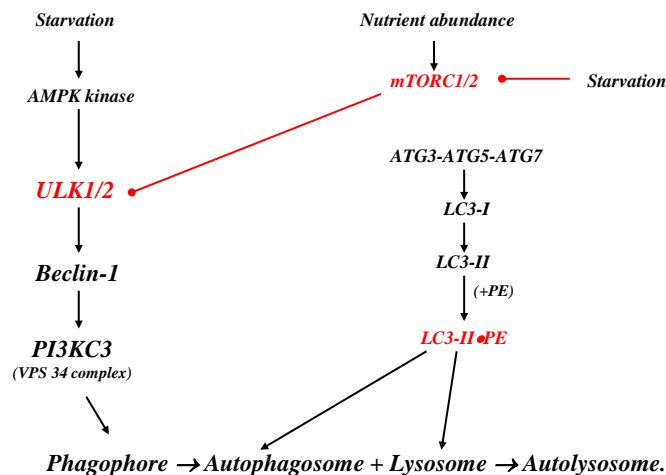 Starvation
Nutrient abundance
AMPK kinase
mTORC1/2
Starvation
ULK1/2
ATG3-ATG5-ATG7
LC3-I
Beclin-1
LC3-II
(+PE)
PI3KC3
(VPS 34 complex)
LC3-II•PE
Phagophore → Autophagosome + Lysosome → Autolysosome.